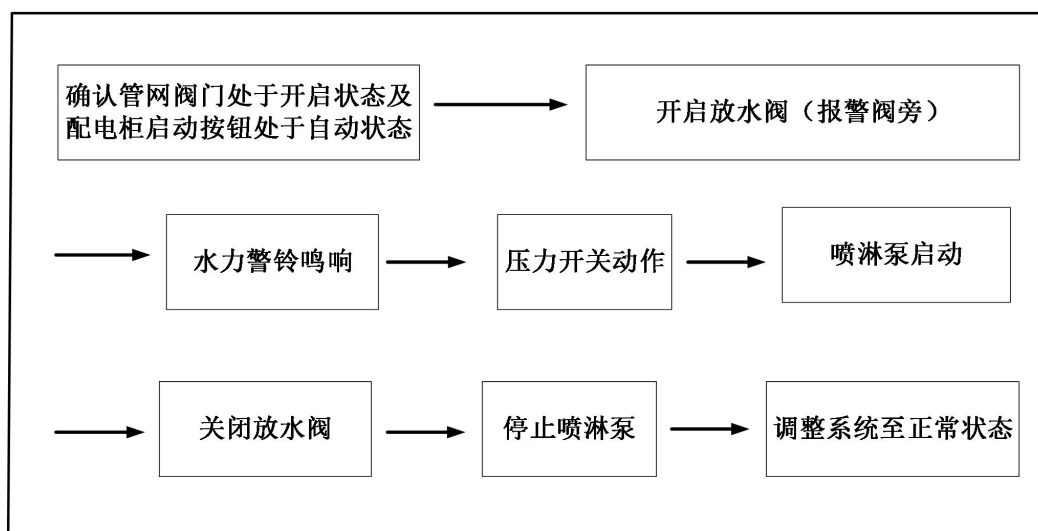 确认管网阀门处于开启状态及
配电柜启动按钮处于自动状态
开启放水阀（报警阀旁）
水力警铃鸣响
压力开关动作
喷淋泵启动
关闭放水阀
停止喷淋泵
调整系统至正常状态